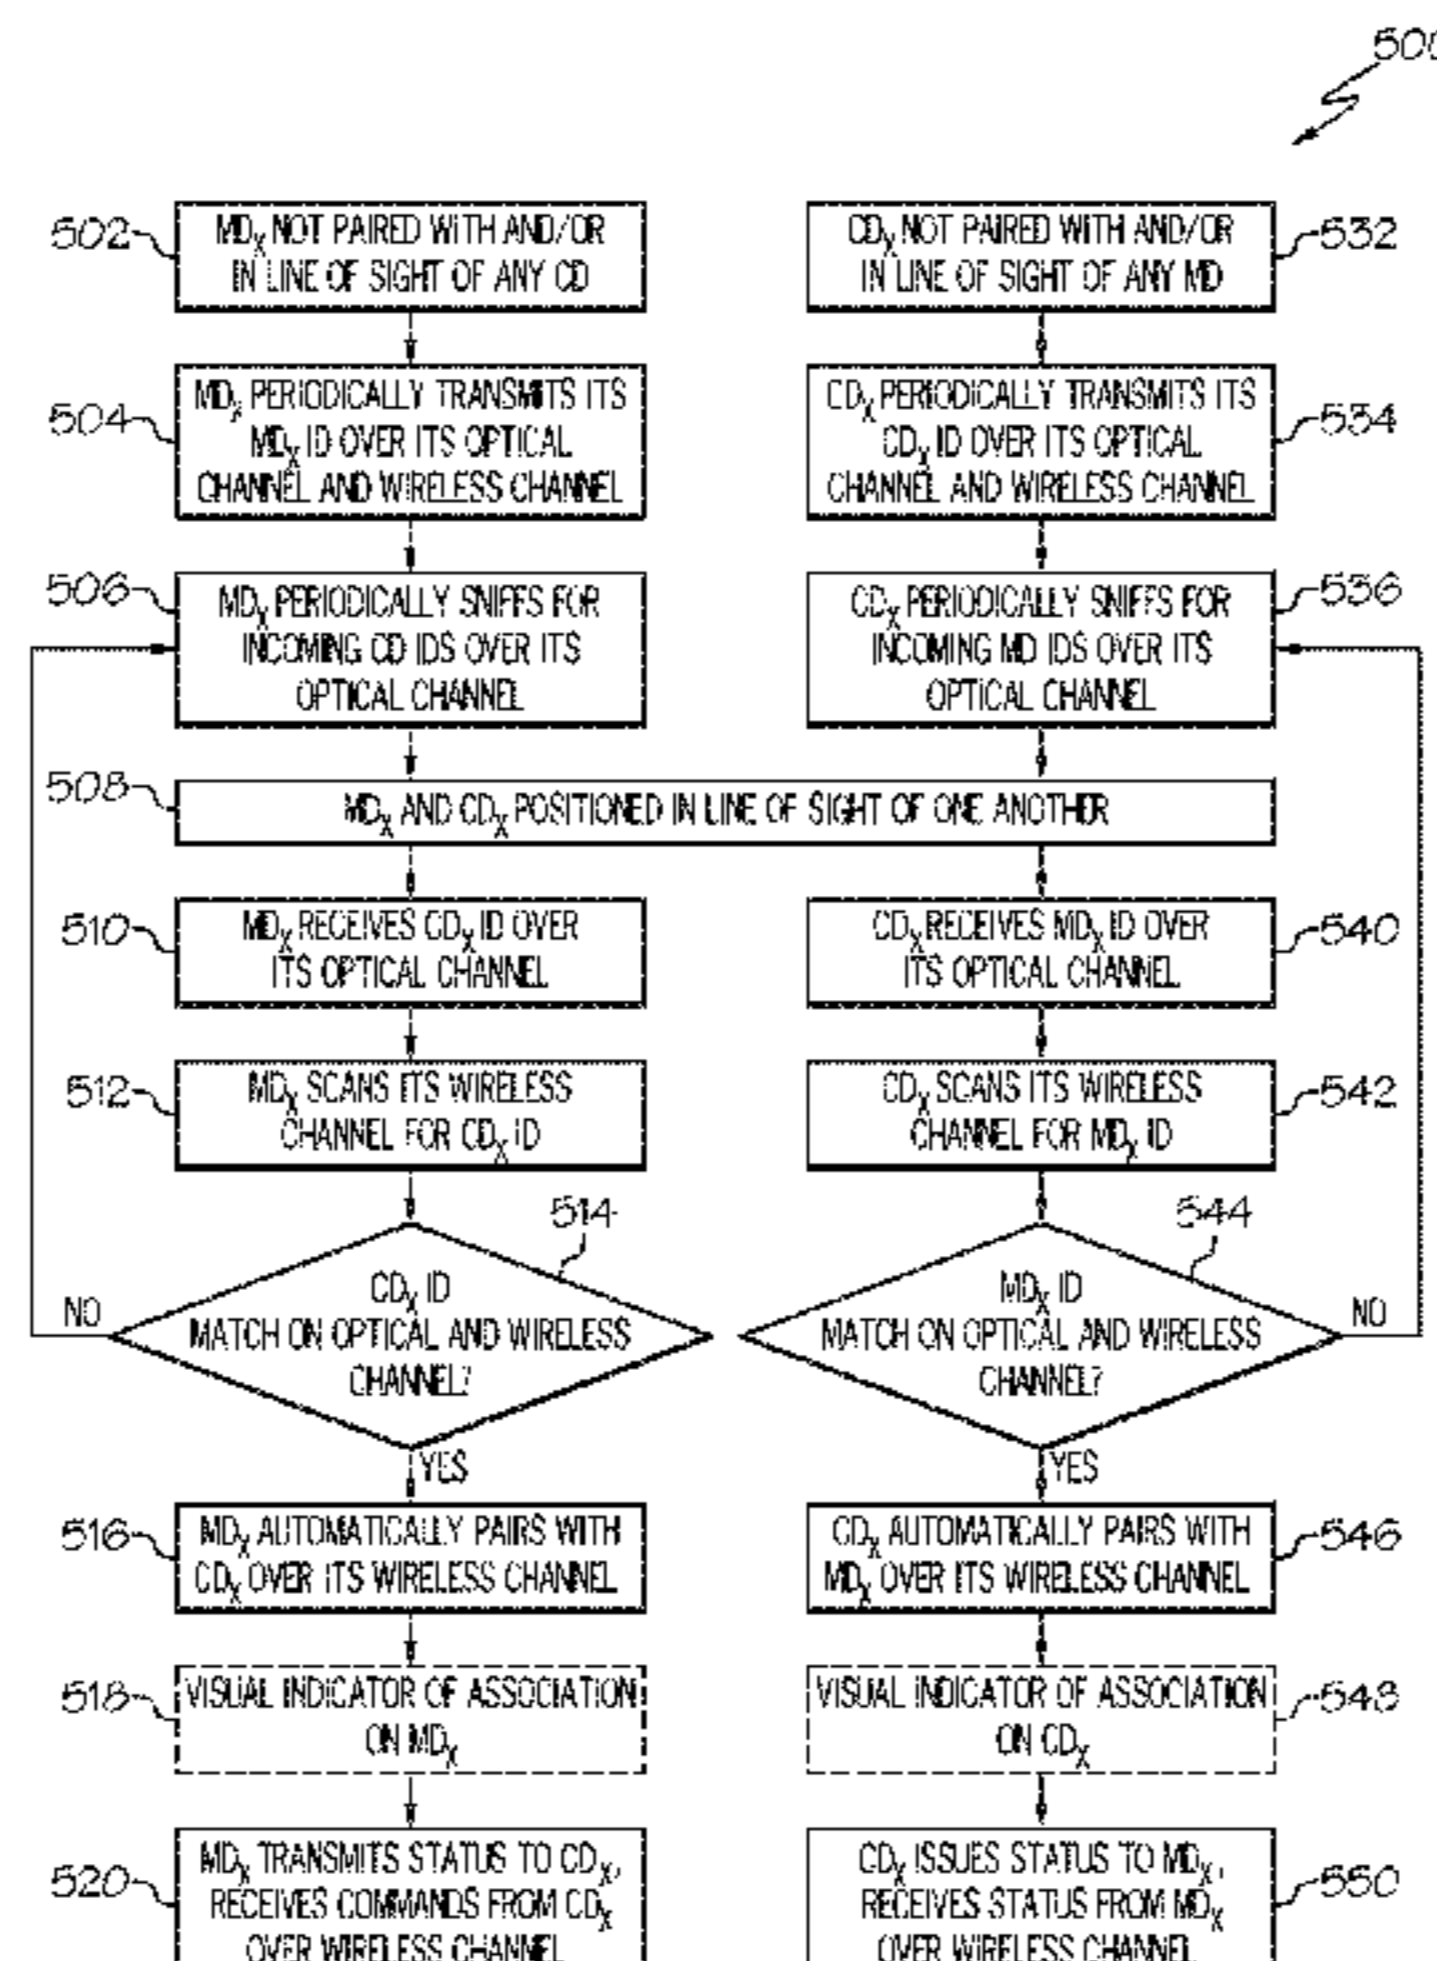 500
502
MDX NOT PAIRED WITH AND/OR
IN LINE OF SIGHT OF ANY CD
CDX NOT PAIRED WITH AND/OR
IN LINE OF SIGHT OF ANY MD
532
504
MDX PERIODICALLY TRANSMITS ITS
MDX ID OVER ITS OPTICAL
CHANNEL AND WIRELESS CHANNEL
CDX PERIODICALLY TRANSMITS ITS
CDX ID OVER ITS OPTICAL
CHANNEL AND WIRELESS CHANNEL
534
506
MDX PERIODICALLY SNIFFS FOR
INCOMING CD IDS OVER ITS
OPTICAL CHANNEL
CDX PERIODICALLY SNIFFS FOR
INCOMING MD IDS OVER ITS
OPTICAL CHANNEL
536
508
MDX AND CDX POSITIONED IN LINE OF SIGHT OF ONE ANOTHER
510
MDX RECEIVES CDX ID OVER
ITS OPTICAL CHANNEL
CDX RECEIVES MDX ID OVER
ITS OPTICAL CHANNEL
540
512
MDX SCANS ITS WIRELESS
CHANNEL FOR CDX ID
CDX SCANS ITS WIRELESS
CHANNEL FOR MDX ID
542
514
CDX ID
MATCH ON OPTICAL AND WIRELESS
CHANNEL?
NO
YES
544
MDX ID
MATCH ON OPTICAL AND WIRELESS
CHANNEL?
NO
YES
516
MDX AUTOMATICALLY PAIRS WITH
CDX OVER ITS WIRELESS CHANNEL
CDX AUTOMATICALLY PAIRS WITH
MDX OVER ITS WIRELESS CHANNEL
546
518
VISUAL INDICATOR OF ASSOCIATION
ON MDX
VISUAL INDICATOR OF ASSOCIATION
ON CDX
548
520
MDX TRANSMITS STATUS TO CDX,
RECEIVES COMMANDS FROM CDX
OVER WIRELESS CHANNEL
CDX ISSUES STATUS TO MDX,
RECEIVES STATUS FROM MDX
OVER WIRELESS CHANNEL
550